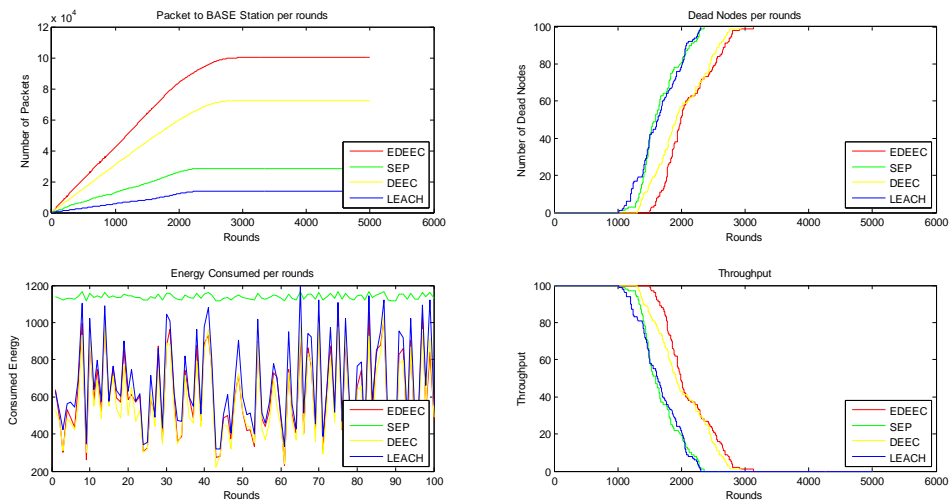 Packet to BASE Station per rounds
x 10^4
12
10
8
6
4
2
0
Number of Packets
0 1000 2000 3000 4000 5000 6000
Rounds
EDEEC
SEP
DEEC
LEACH
Dead Nodes per rounds
100
80
60
40
20
0
Number of Dead Nodes
0 1000 2000 3000 4000 5000 6000
Rounds
EDEEC
SEP
DEEC
LEACH
Energy Consumed per rounds
1200
1000
800
600
400
200
Consumed Energy
0 10 20 30 40 50 60 70 80 90 100
Rounds
EDEEC
SEP
DEEC
LEACH
Throughput
100
80
60
40
20
0
Throughput
0 1000 2000 3000 4000 5000 6000
Rounds
EDEEC
SEP
DEEC
LEACH